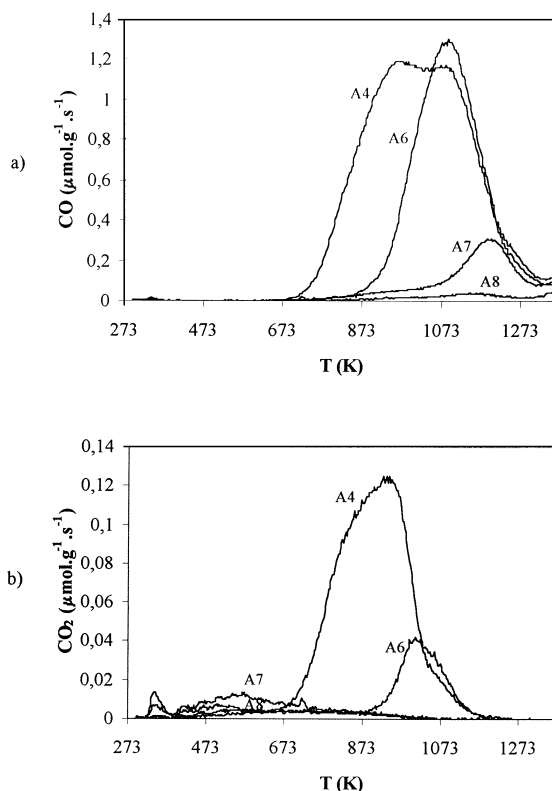 a)
CO (µmol.g⁻¹.s⁻¹)
1,4
1,2
1
0,8
0,6
0,4
0,2
0
A4
A6
A7
A8
273 473 673 873 1073 1273
T (K)
b)
CO₂ (µmol.g⁻¹.s⁻¹)
0,14
0,12
0,1
0,08
0,06
0,04
0,02
0
A4
A6
A7
A8
273 473 673 873 1073 1273
T (K)